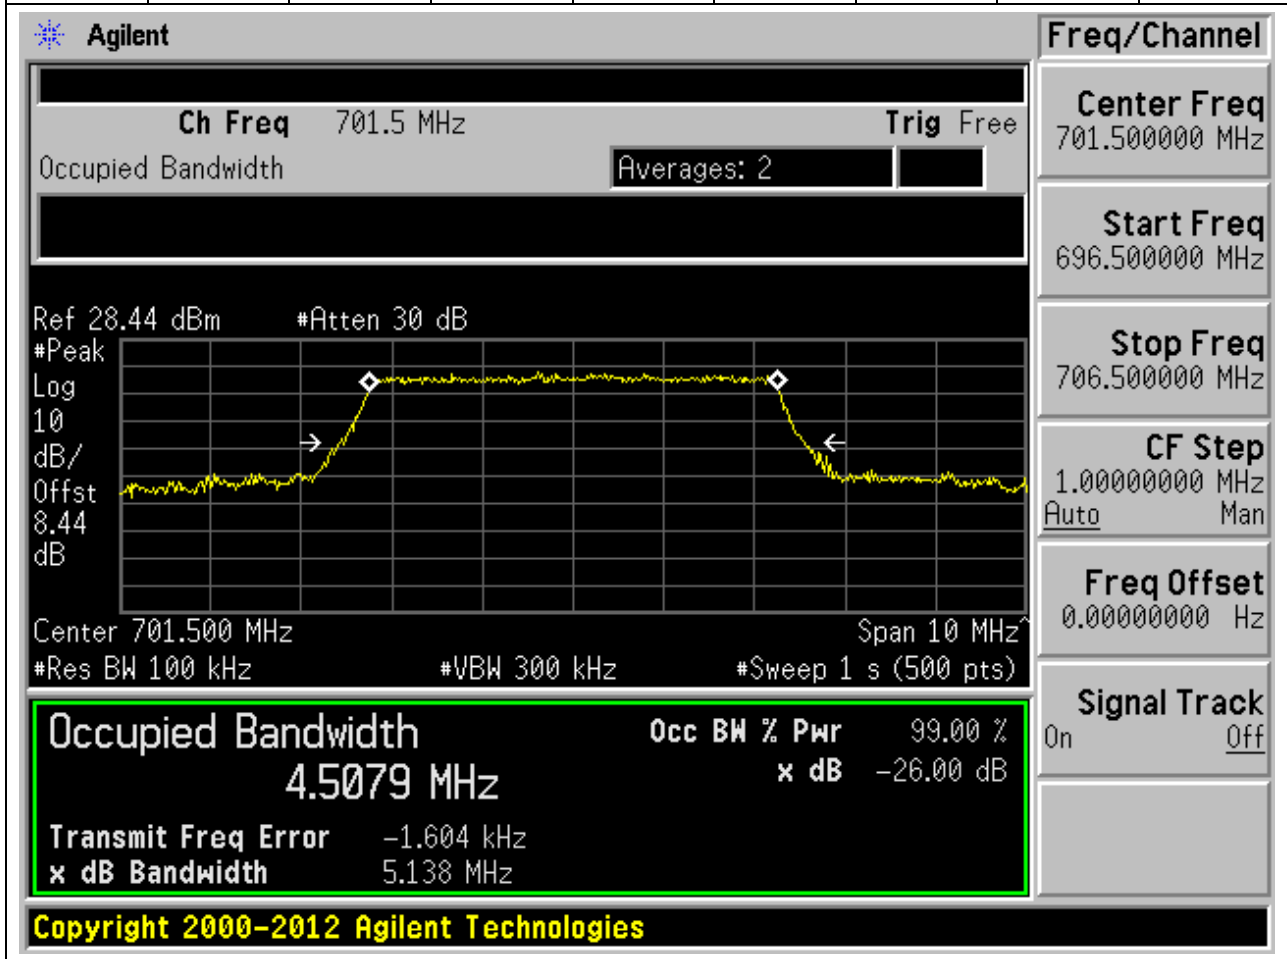 Agilent
Freq/Channel
Ch Freq 701.5 MHz Trig Free
Occupied Bandwidth Averages: 2
Center Freq
701.500000 MHz
Start Freq
696.500000 MHz
Stop Freq
706.500000 MHz
CF Step
1.00000000 MHz
Auto Man
Freq Offset
0.00000000 Hz
Signal Track
On Off
Ref 28.44 dBm #Atten 30 dB
#Peak
Log
10
dB/
Offst
8.44
dB
Center 701.500 MHz Span 10 MHz^
#Res BW 100 kHz #VBW 300 kHz #Sweep 1 s (500 pts)
Occupied Bandwidth Occ BW % Pwr 99.00 %
4.5079 MHz x dB -26.00 dB
Transmit Freq Error -1.604 kHz
x dB Bandwidth 5.138 MHz
Copyright 2000-2012 Agilent Technologies